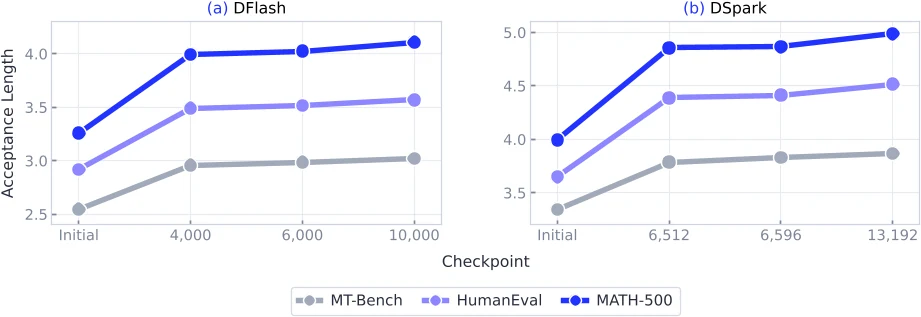 (a) DFlash
(b) DSpark
Acceptance Length
4.0
3.5
3.0
2.5
Initial 4,000 6,000 10,000
5.0
4.5
4.0
3.5
Initial 6,512 6,596 13,192
Checkpoint
MT-Bench HumanEval MATH-500